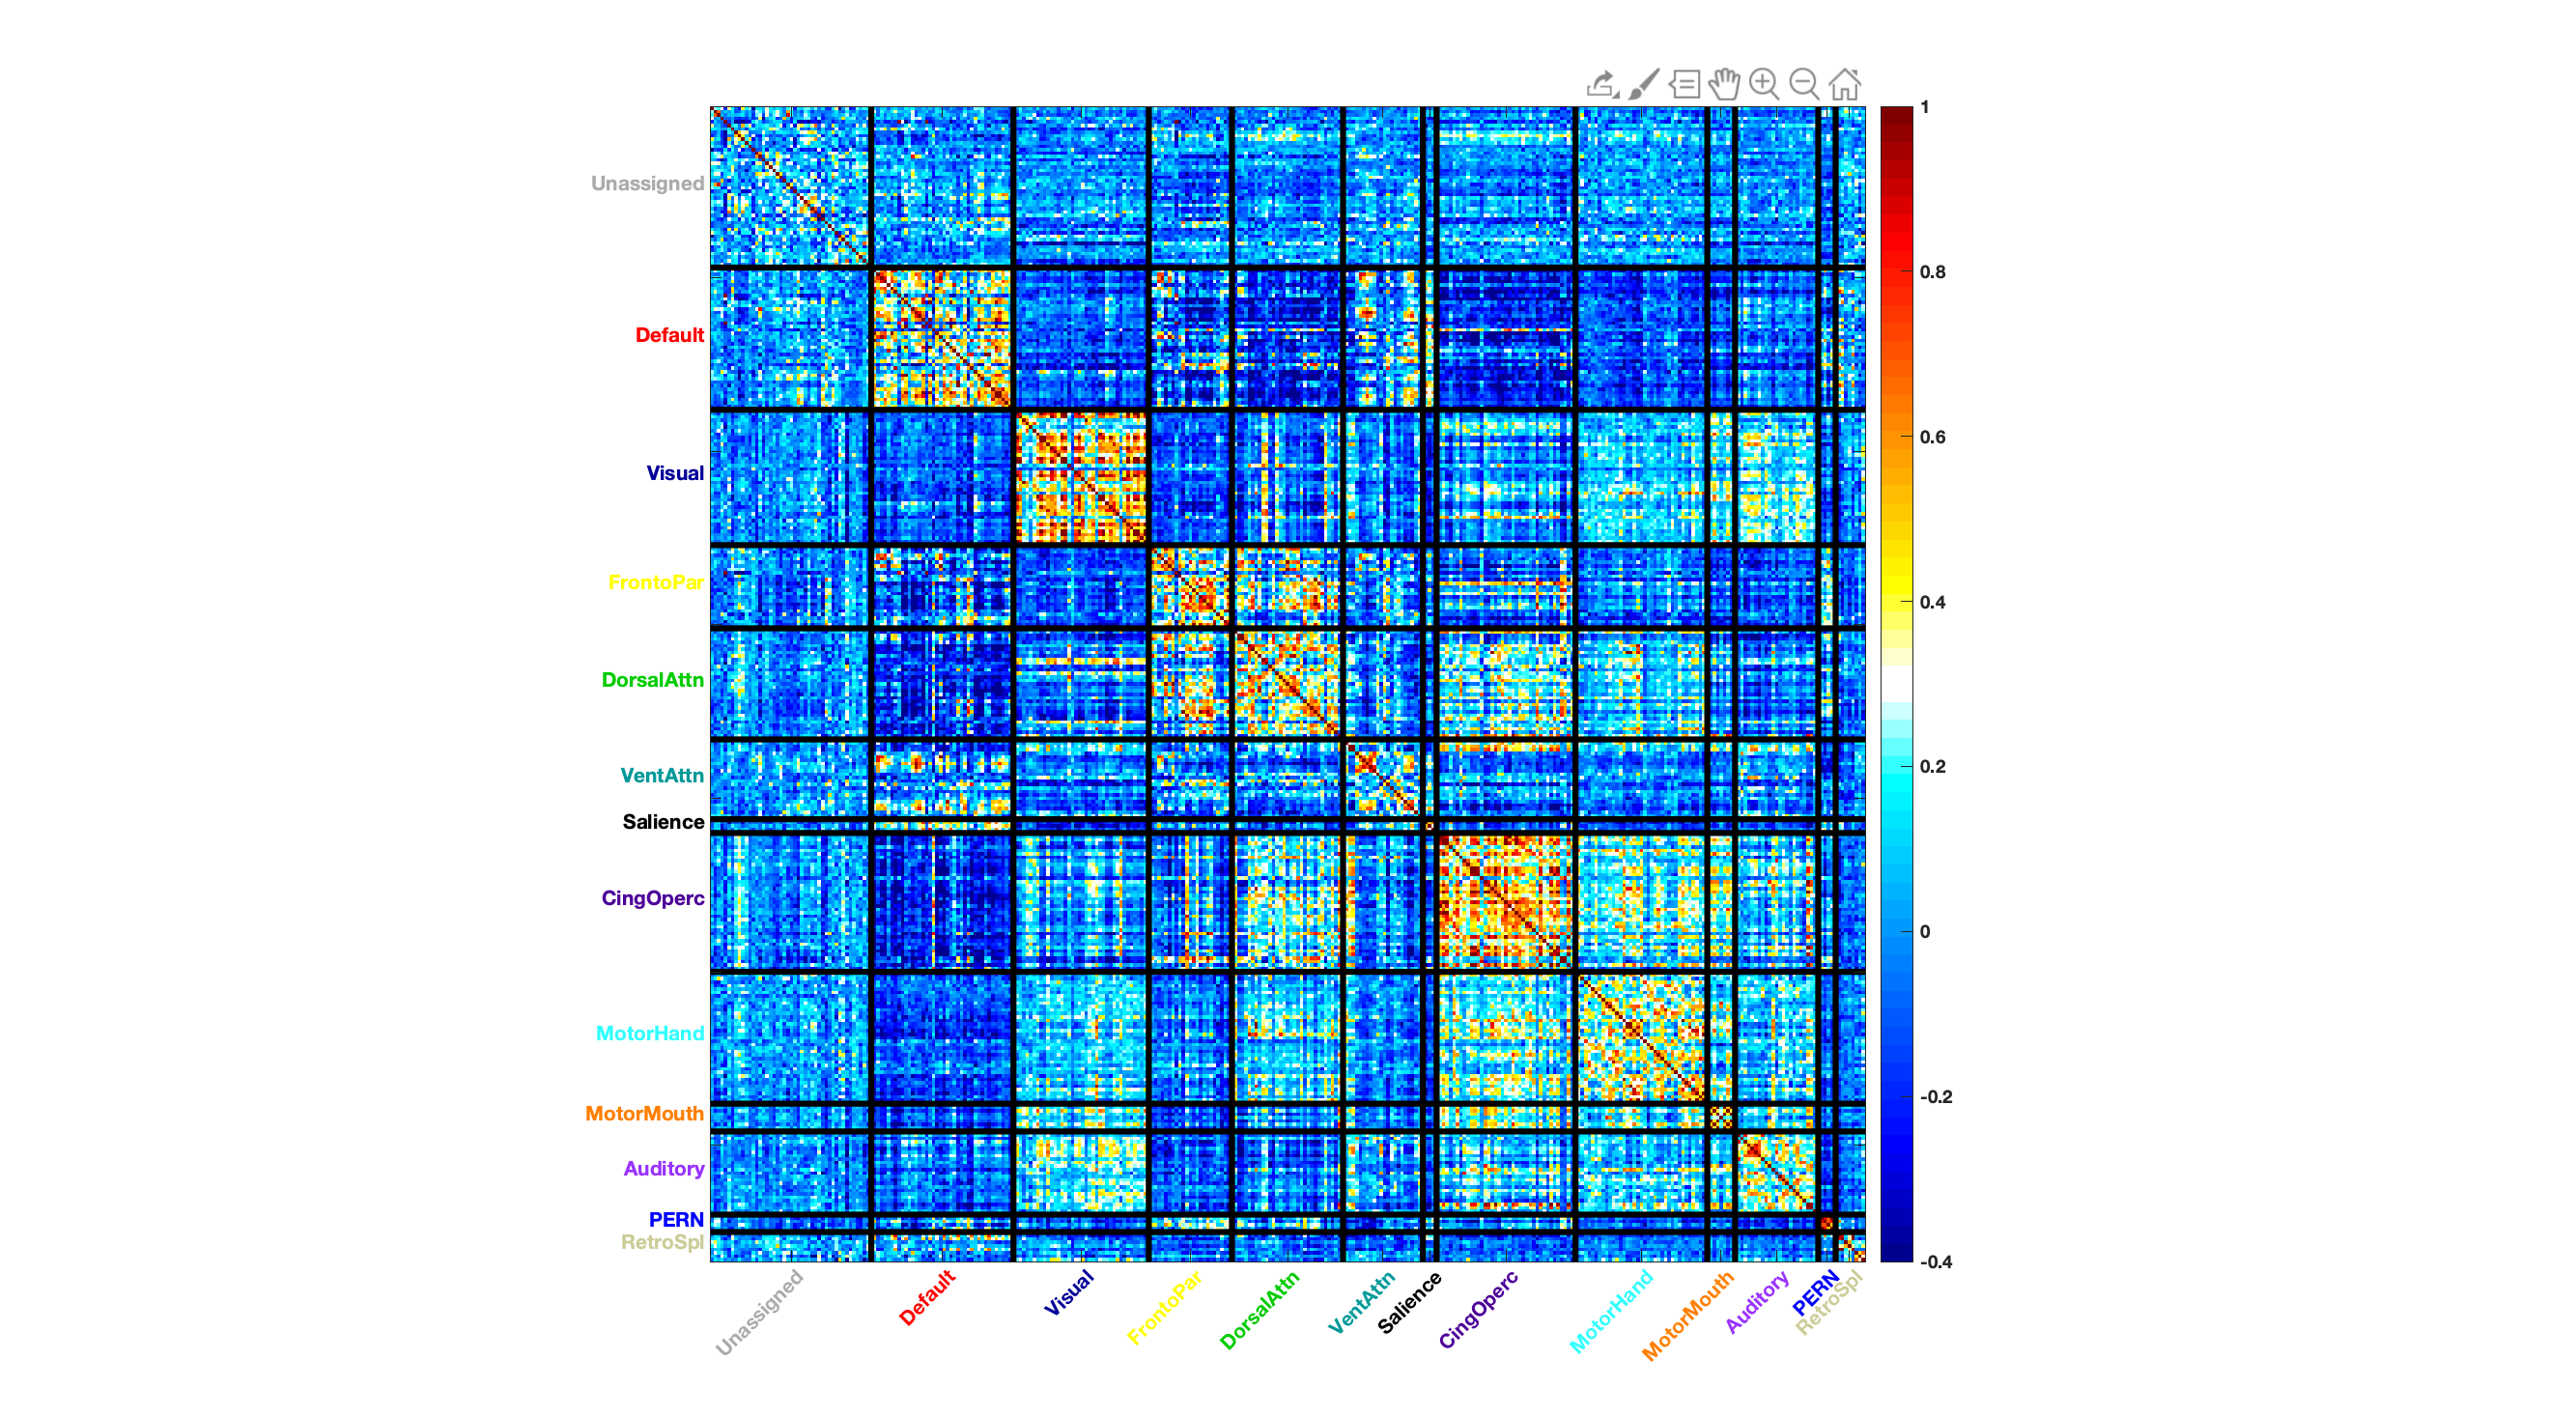 Unassigned
Default
Visual
FrontoPar
DorsalAttn
VentAttn
Salience
CingOperc
MotorHand
MotorMouth
Auditory
PERN
RetroSpl
Unassigned
Default
Visual
FrontoPar
DorsalAttn
VentAttn
Salience
CingOperc
MotorHand
MotorMouth
Auditory
PERN
RetroSpl
1
0.8
0.6
0.4
0.2
0
-0.2
-0.4